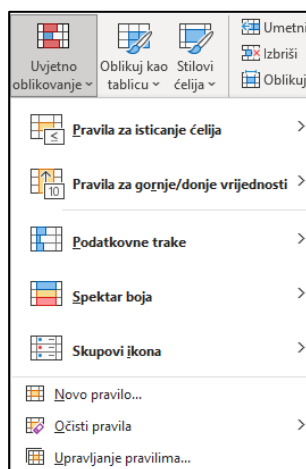 Uvjetno
oblikovanje
Oblikuj kao
tablicu
Stilovi
ćelija
Umetni
Izbriši
Oblikuj
Pravila za isticanje ćelija
Pravila za gornje/donje vrijednosti
10
Podatkovne trake
Spektar boja
Skupovi ikona
Novo pravilo...
Očisti pravila
Upravljanje pravilima...